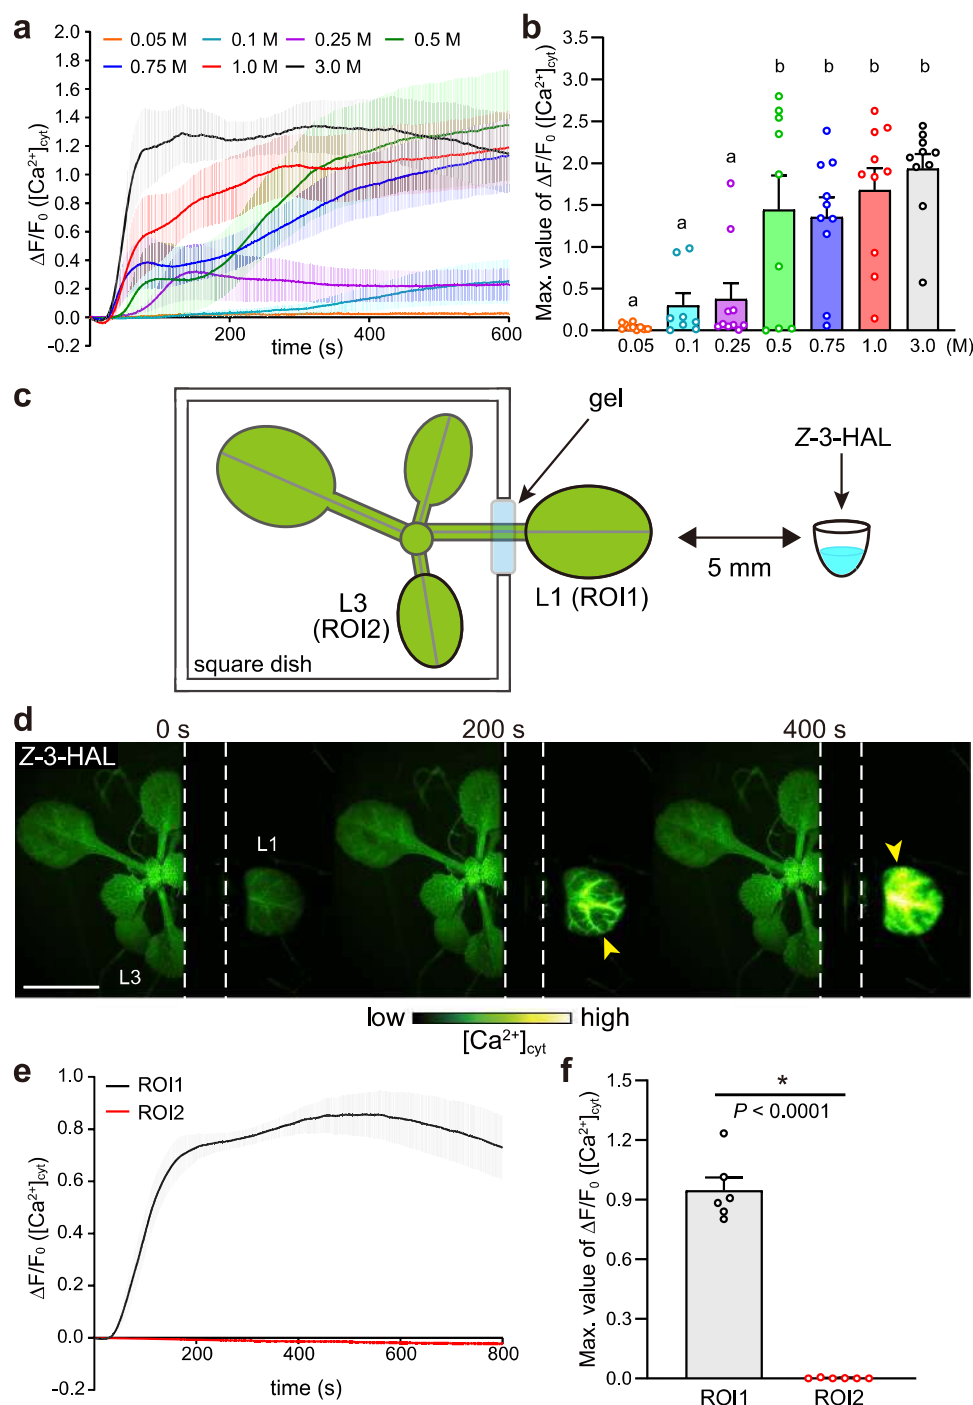 a
2.0
1.8
1.6
1.4
1.2
1.0
0.8
0.6
0.4
0.2
0.0
-0.2
ΔF/F₀ ([Ca²⁺]cyt)
0.05 M 0.1 M 0.25 M 0.5 M
0.75 M 1.0 M 3.0 M
200 400 600
time (s)
b
3.5
3.0
2.5
2.0
1.5
1.0
0.5
0.0
Max. value of ΔF/F₀ ([Ca²⁺]cyt)
a a a b b b b
0.05 0.1 0.25 0.5 0.75 1.0 3.0 (M)
c
gel
Z-3-HAL
5 mm
L1 (ROI1)
L3
(ROI2)
square dish
d
0 s 200 s 400 s
Z-3-HAL
L1
L3
low high
[Ca²⁺]cyt
e
1.0
0.8
0.6
0.4
0.2
0.0
-0.2
ΔF/F₀ ([Ca²⁺]cyt)
ROI1
ROI2
200 400 600 800
time (s)
f
1.5
1.2
0.9
0.6
0.3
0.0
Max. value of ΔF/F₀ ([Ca²⁺]cyt)
*
P < 0.0001
ROI1 ROI2